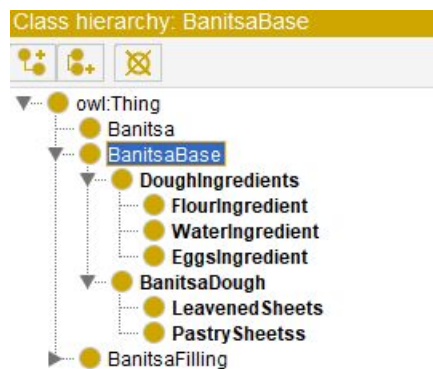 Class hierarchy: BanitsaBase
owl:Thing
Banitsa
BanitsaBase
DoughIngredients
FlourIngredient
WaterIngredient
EggsIngredient
BanitsaDough
LeavenedSheets
PastrySheetss
BanitsaFilling